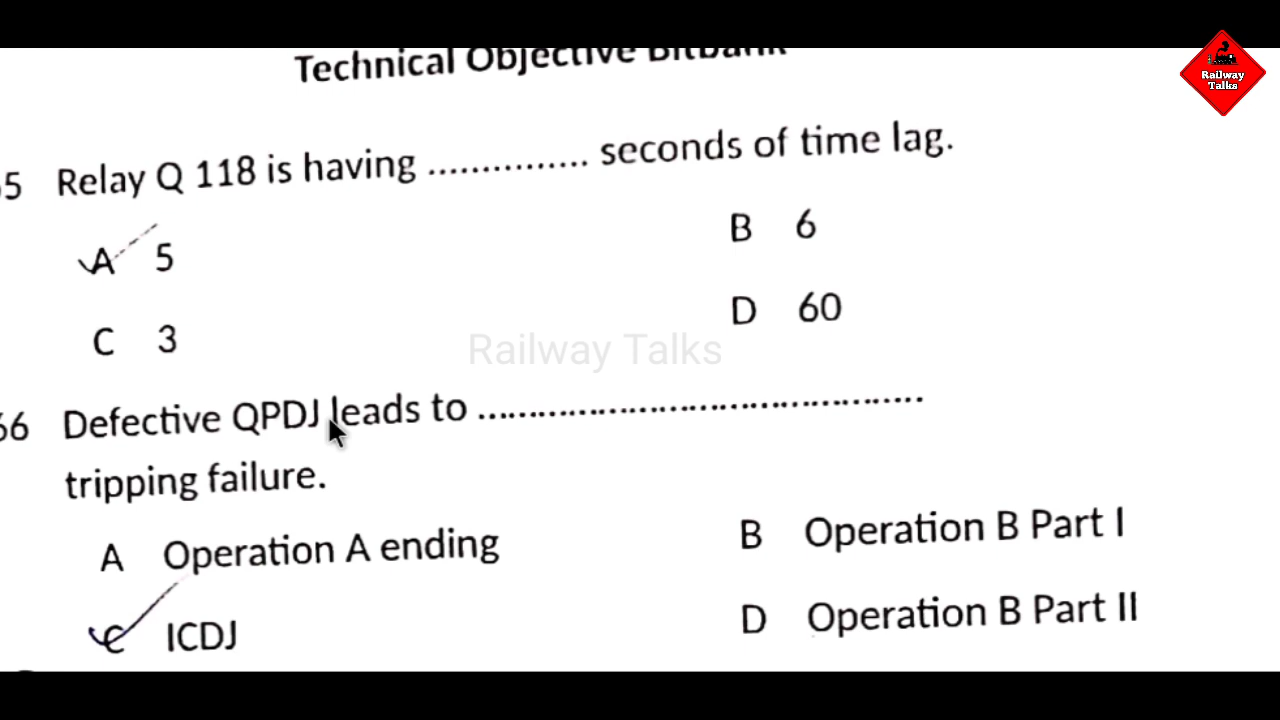 Technical Objective Bitbank
Railway
Talks
5 Relay Q 118 is having ............... seconds of time lag.
A 5
B 6
C 3
D 60
Railway Talks
66 Defective QPDJ leads to ..........................................
tripping failure.
A Operation A ending
B Operation B Part I
C ICDJ
D Operation B Part II